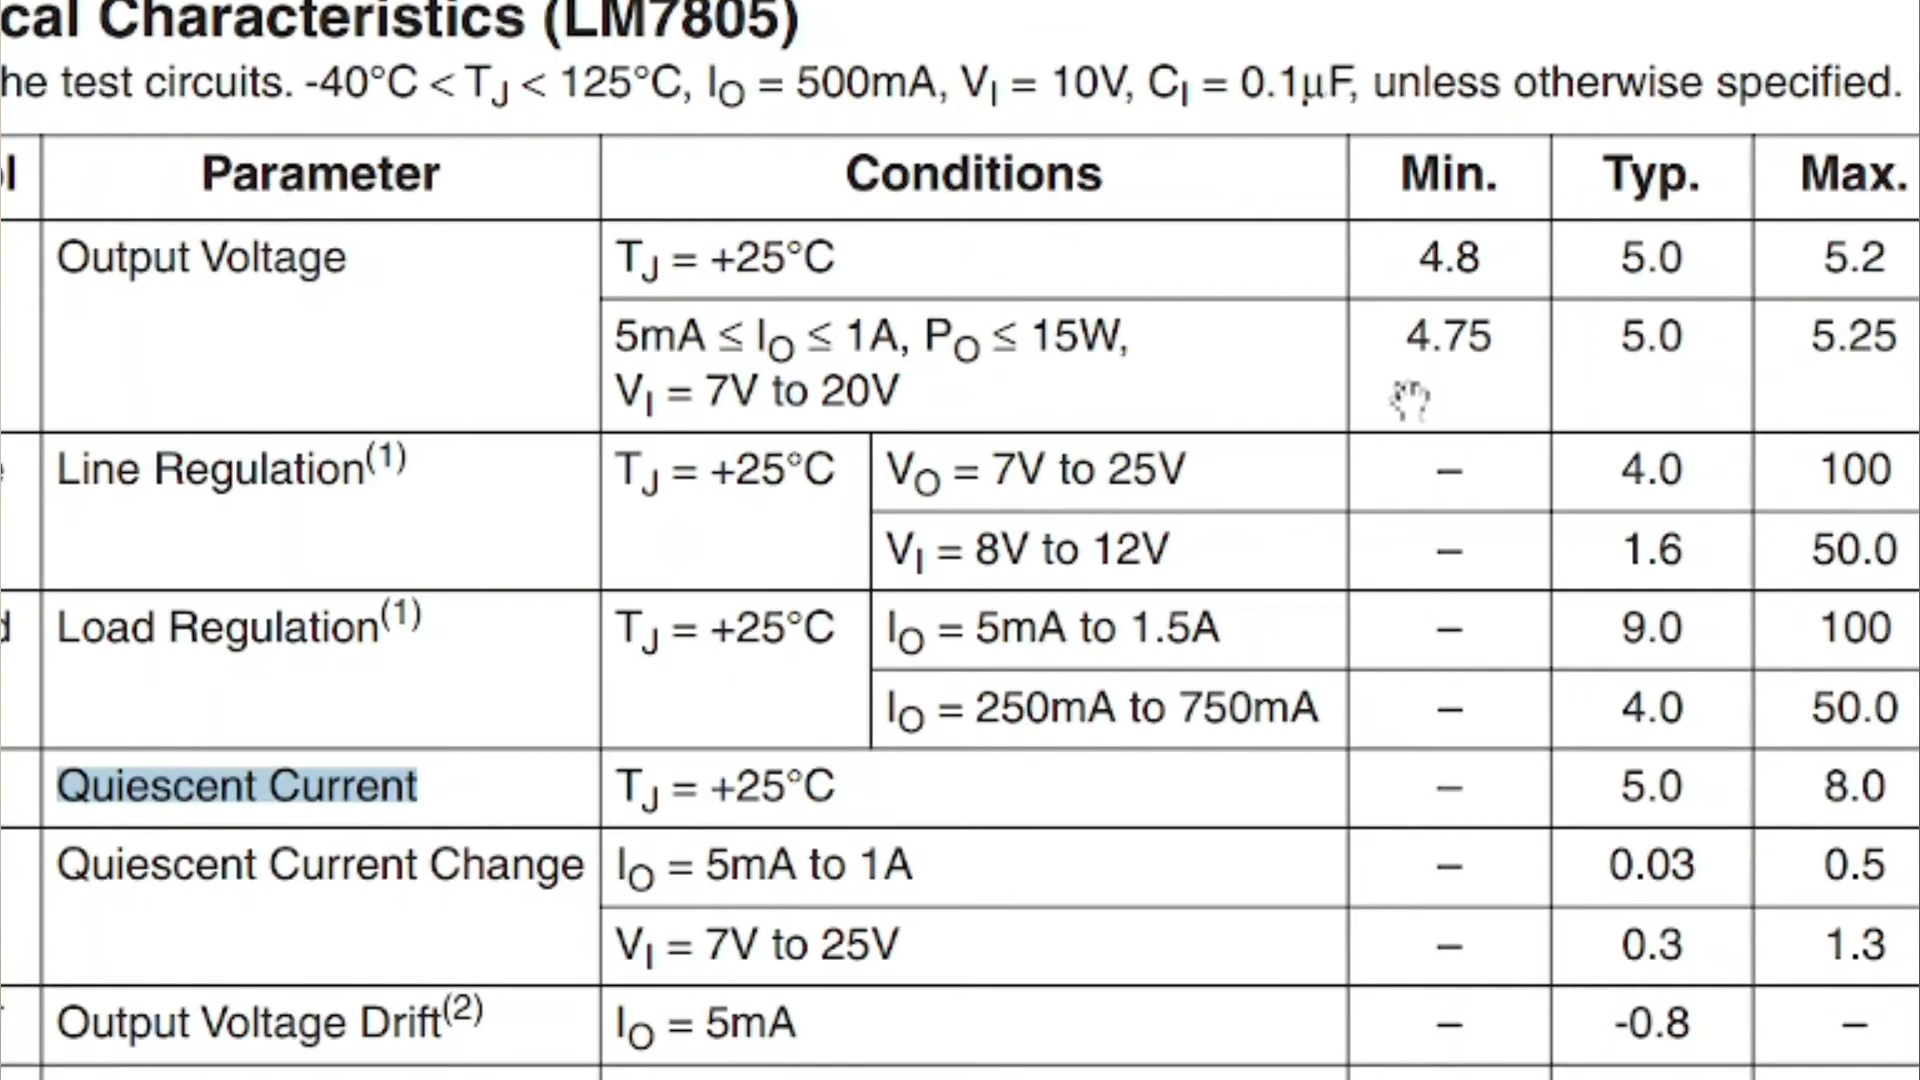 cal Characteristics (LM7805)
he test circuits. -40°C < TJ < 125°C, IO = 500mA, VI = 10V, CI = 0.1μF, unless otherwise specified.
l Parameter Conditions Min. Typ. Max.
Output Voltage TJ = +25°C 4.8 5.0 5.2
5mA ≤ IO ≤ 1A, PO ≤ 15W, 4.75 5.0 5.25
VI = 7V to 20V
Line Regulation(1) TJ = +25°C VO = 7V to 25V – 4.0 100
VI = 8V to 12V – 1.6 50.0
d Load Regulation(1) TJ = +25°C IO = 5mA to 1.5A – 9.0 100
IO = 250mA to 750mA – 4.0 50.0
Quiescent Current TJ = +25°C – 5.0 8.0
Quiescent Current Change IO = 5mA to 1A – 0.03 0.5
VI = 7V to 25V – 0.3 1.3
Output Voltage Drift(2) IO = 5mA – -0.8 –